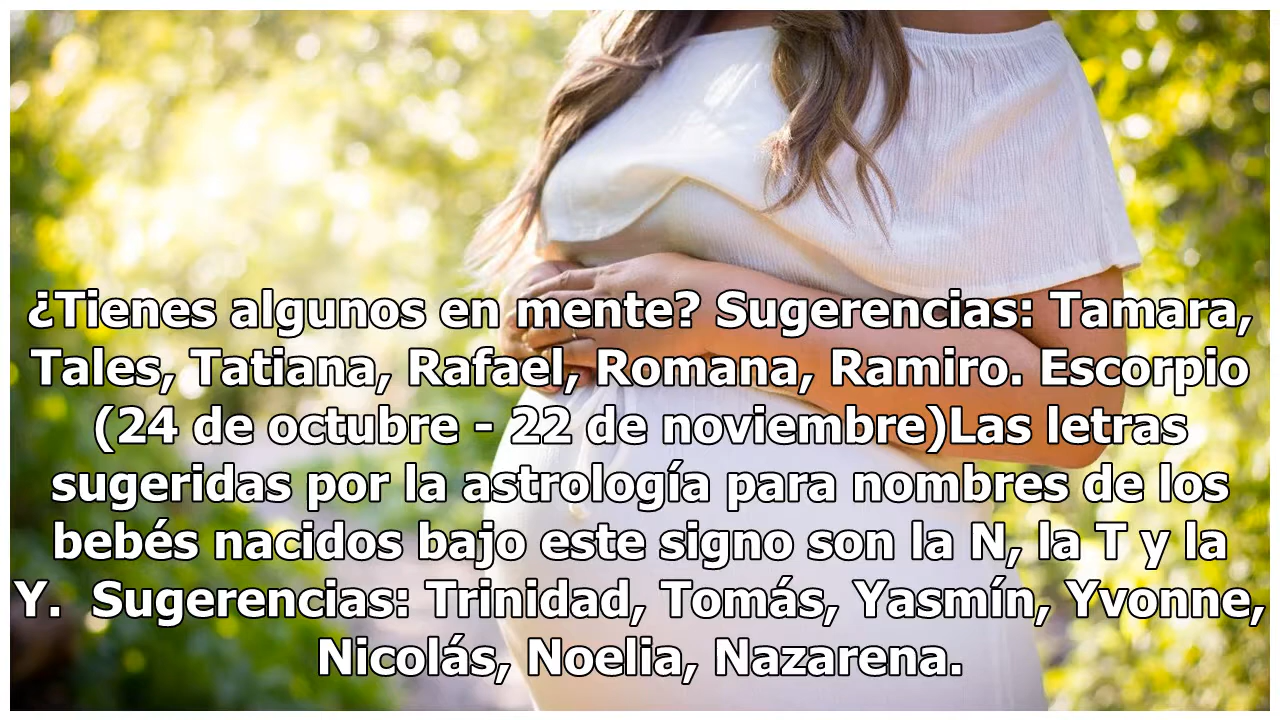 ¿Tienes algunos en mente? Sugerencias: Tamara,
Tales, Tatiana, Rafael, Romana, Ramiro. Escorpio
(24 de octubre - 22 de noviembre)Las letras
sugeridas por la astrología para nombres de los
bebés nacidos bajo este signo son la N, la T y la
Y.  Sugerencias: Trinidad, Tomás, Yasmín, Yvonne,
Nicolás, Noelia, Nazarena.